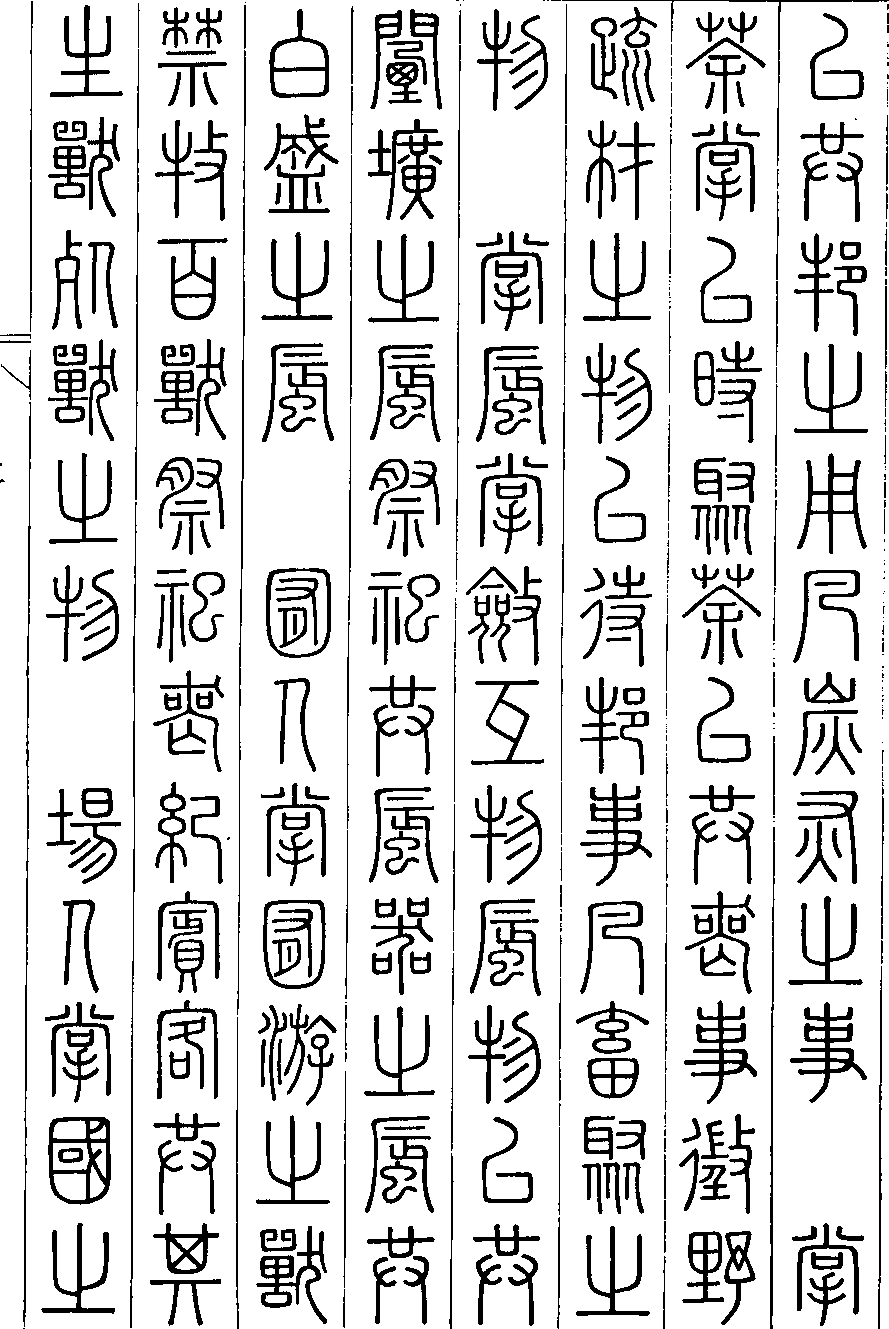 以共邦之用凡炭灰之事　掌
荼掌以時聚荼以共喪事徵野
疏材之物以待邦事凡畜聚之
物　掌蜃掌斂互物蜃物以共
闉壙之蜃祭祀共蜃器之蜃共
白盛之蜃　囿人掌囿游之獸
禁牧百獸祭祀喪紀賓客共其
生獸死獸之物　場人掌國之